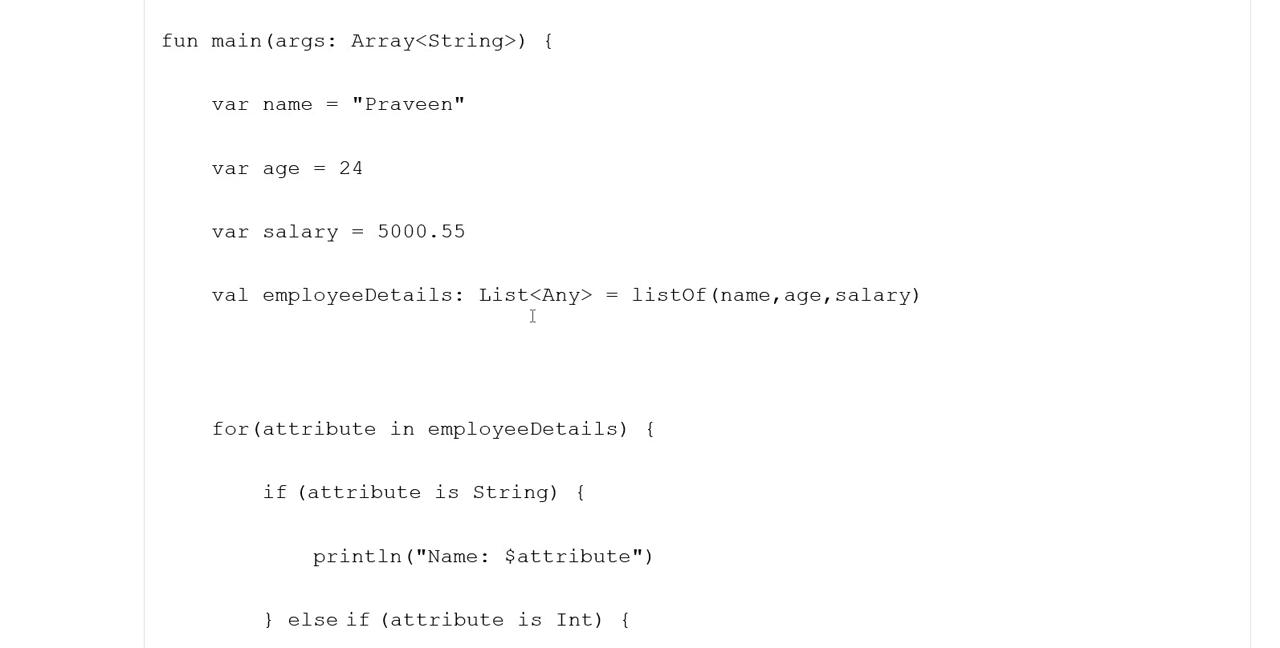 fun main(args: Array<String>) {
var name = "Praveen"
var age = 24
var salary = 5000.55
val employeeDetails: List<Any> = listOf(name,age,salary)
for(attribute in employeeDetails) {
if (attribute is String) {
println("Name: $attribute")
} else if (attribute is Int) {